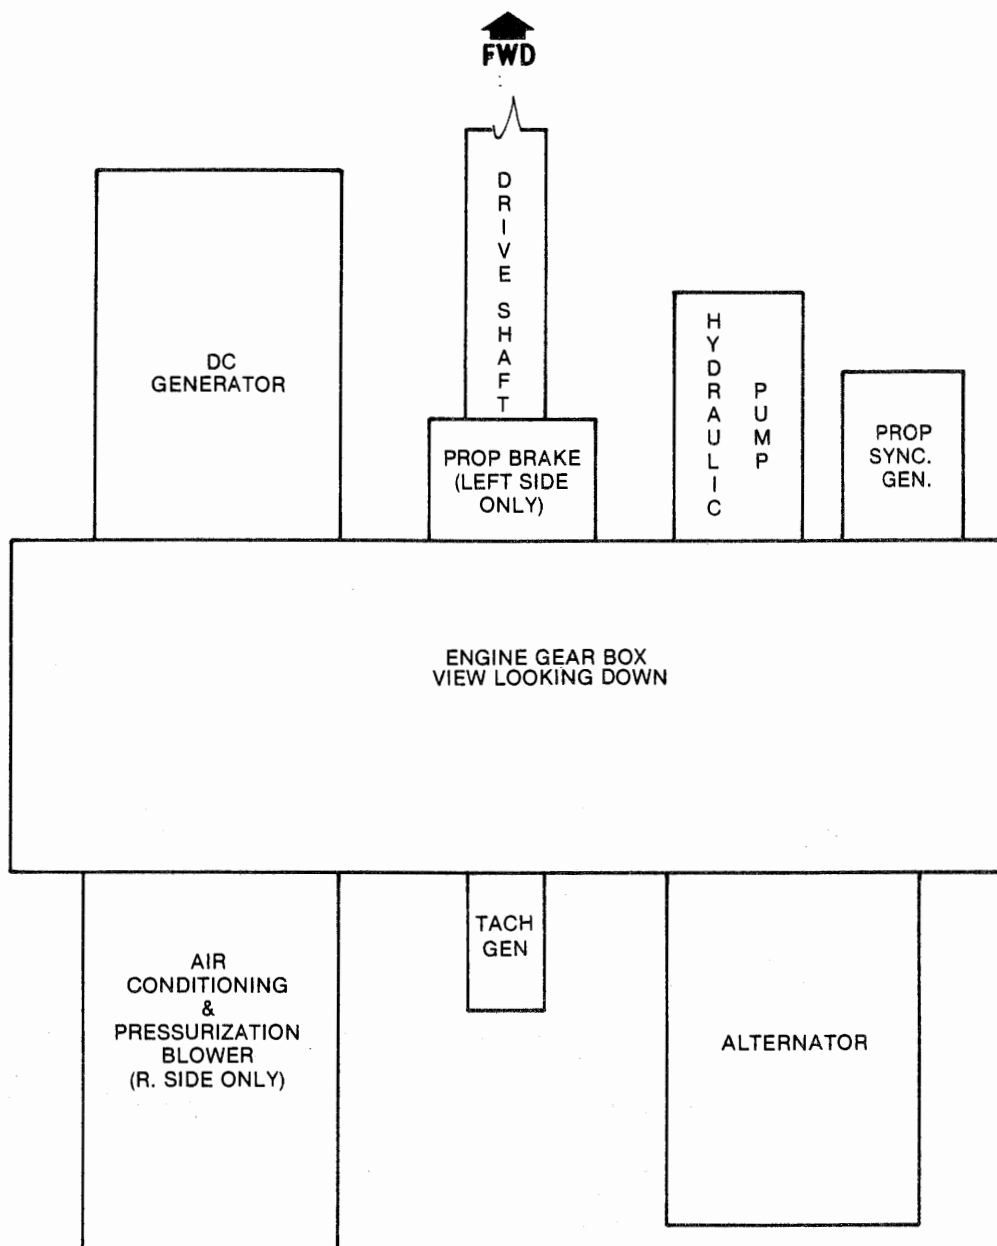 FWD
DRIVE SHAFT
DC
GENERATOR
HYDRAULIC
PUMP
PROP
SYNC.
GEN.
PROP BRAKE
(LEFT SIDE
ONLY)
ENGINE GEAR BOX
VIEW LOOKING DOWN
AIR
CONDITIONING
&
PRESSURIZATION
BLOWER
(R. SIDE ONLY)
TACH
GEN
ALTERNATOR